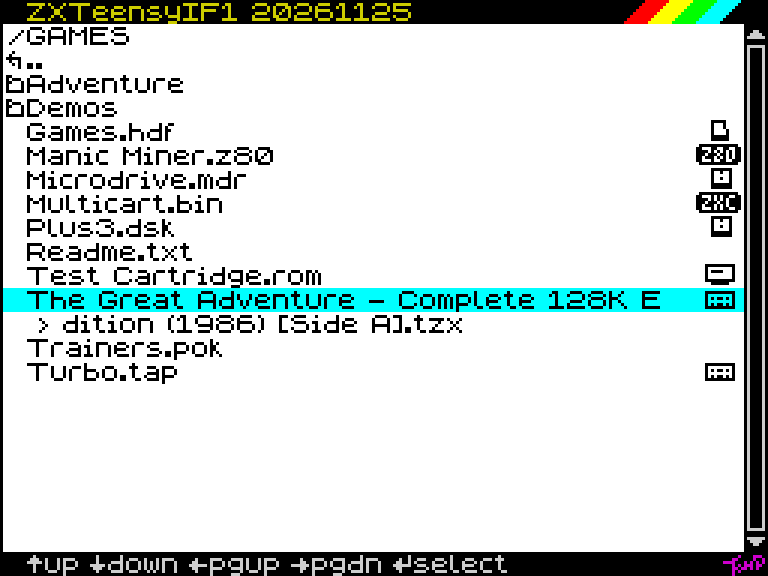 ZXTeensyIF1 20261125
/GAMES
..
Adventure
Demos
Games.hdf
Manic Miner.z80 z80
Microdrive.mdr
Multicart.bin ZXC
Plus3.dsk
Readme.txt
Test Cartridge.rom
The Great Adventure - Complete 128K E
> dition (1986) [Side A].tzx
Trainers.pok
Turbo.tap
↑up ↓down ←pgup →pgdn ↵select